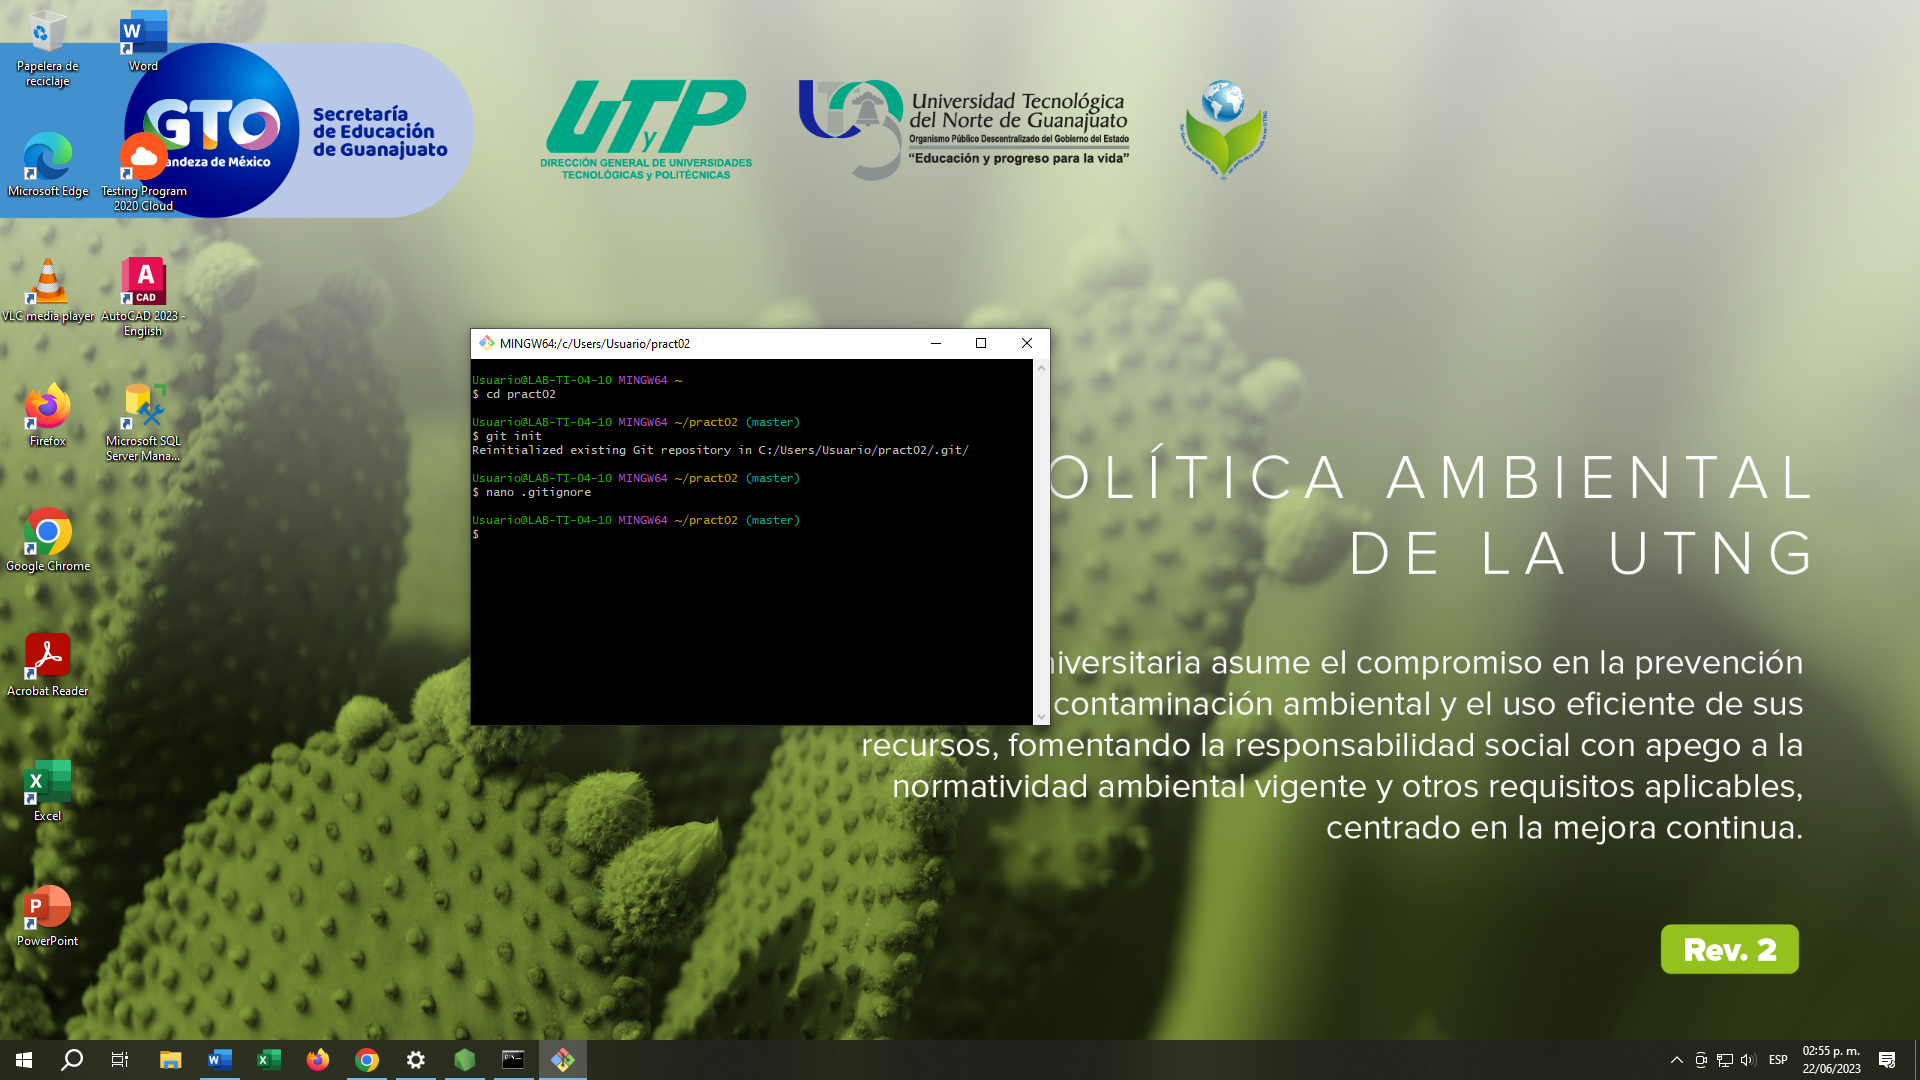 Papelera de
reciclaje
Word
Microsoft Edge
Testing Program
2020 Cloud
VLC media player
AutoCAD 2023 -
English
Firefox
Microsoft SQL
Server Mana...
Google Chrome
Acrobat Reader
Excel
PowerPoint
GTO
andeza de México
Secretaría
de Educación
de Guanajuato
UTyP
DIRECCIÓN GENERAL DE UNIVERSIDADES
TECNOLÓGICAS y POLITÉCNICAS
Universidad Tecnológica
del Norte de Guanajuato
Organismo Público Descentralizado del Gobierno del Estado
“Educación y progreso para la vida”
MINGW64:/c/Users/Usuario/pract02
Usuario@LAB-TI-04-10 MINGW64 ~
$ cd pract02
Usuario@LAB-TI-04-10 MINGW64 ~/pract02 (master)
$ git init
Reinitialized existing Git repository in C:/Users/Usuario/pract02/.git/
Usuario@LAB-TI-04-10 MINGW64 ~/pract02 (master)
$ nano .gitignore
Usuario@LAB-TI-04-10 MINGW64 ~/pract02 (master)
$
OLÍTICA AMBIENTAL
DE LA UTNG
niversitaria asume el compromiso en la prevención
contaminación ambiental y el uso eficiente de sus
recursos, fomentando la responsabilidad social con apego a la
normatividad ambiental vigente y otros requisitos aplicables,
centrado en la mejora continua.
Rev. 2
ESP
02:55 p. m.
22/06/2023